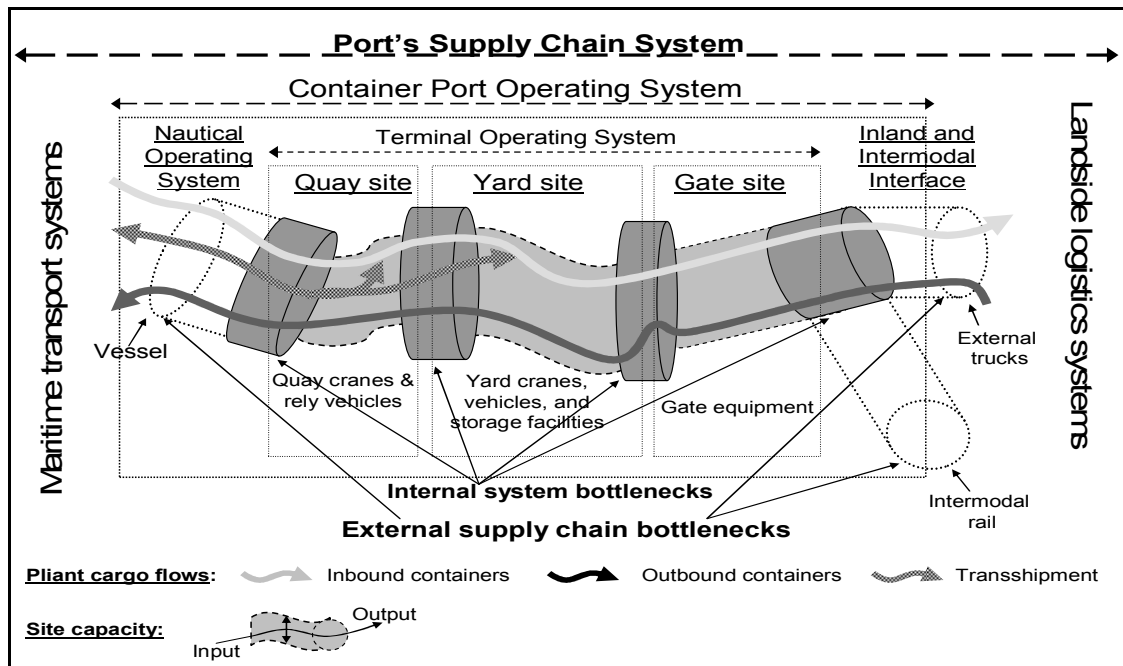 Port's Supply Chain System
Container Port Operating System
Nautical
Operating
System
Terminal Operating System
Inland and
Intermodal
Interface
Quay site
Yard site
Gate site
Maritime transport systems
Landside logistics systems
Vessel
External
trucks
Quay cranes &
rely vehicles
Yard cranes,
vehicles, and
storage facilities
Gate equipment
Internal system bottlenecks
External supply chain bottlenecks
Intermodal
rail
Pliant cargo flows:
Inbound containers
Outbound containers
Transshipment
Site capacity:
Output
Input